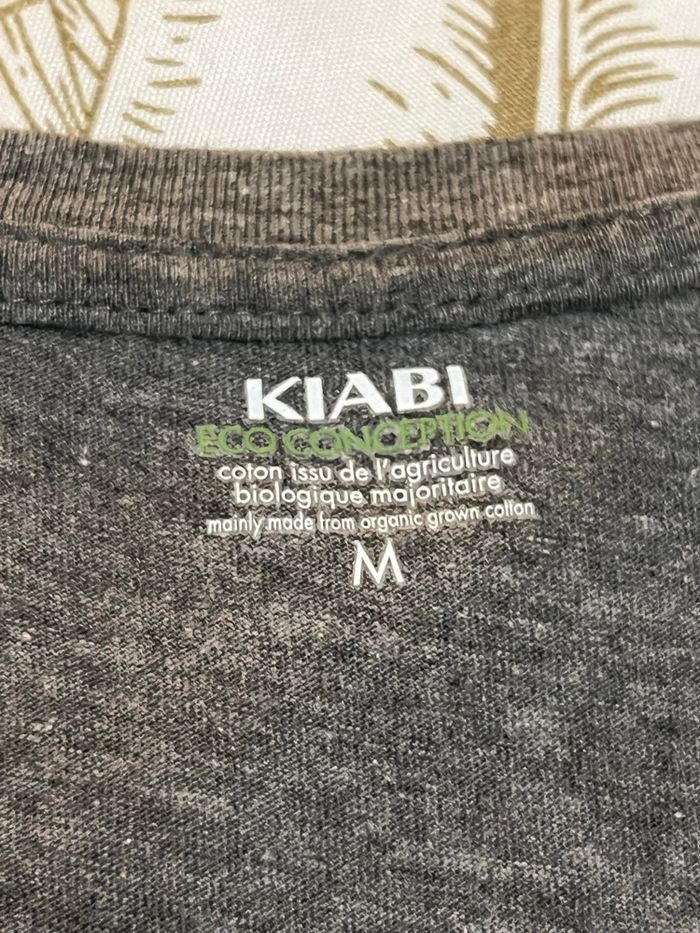 KIABI
ECO CONCEPTION
coton issu de l'agriculture
biologique majoritaire
mainly made from organic grown cotton
M